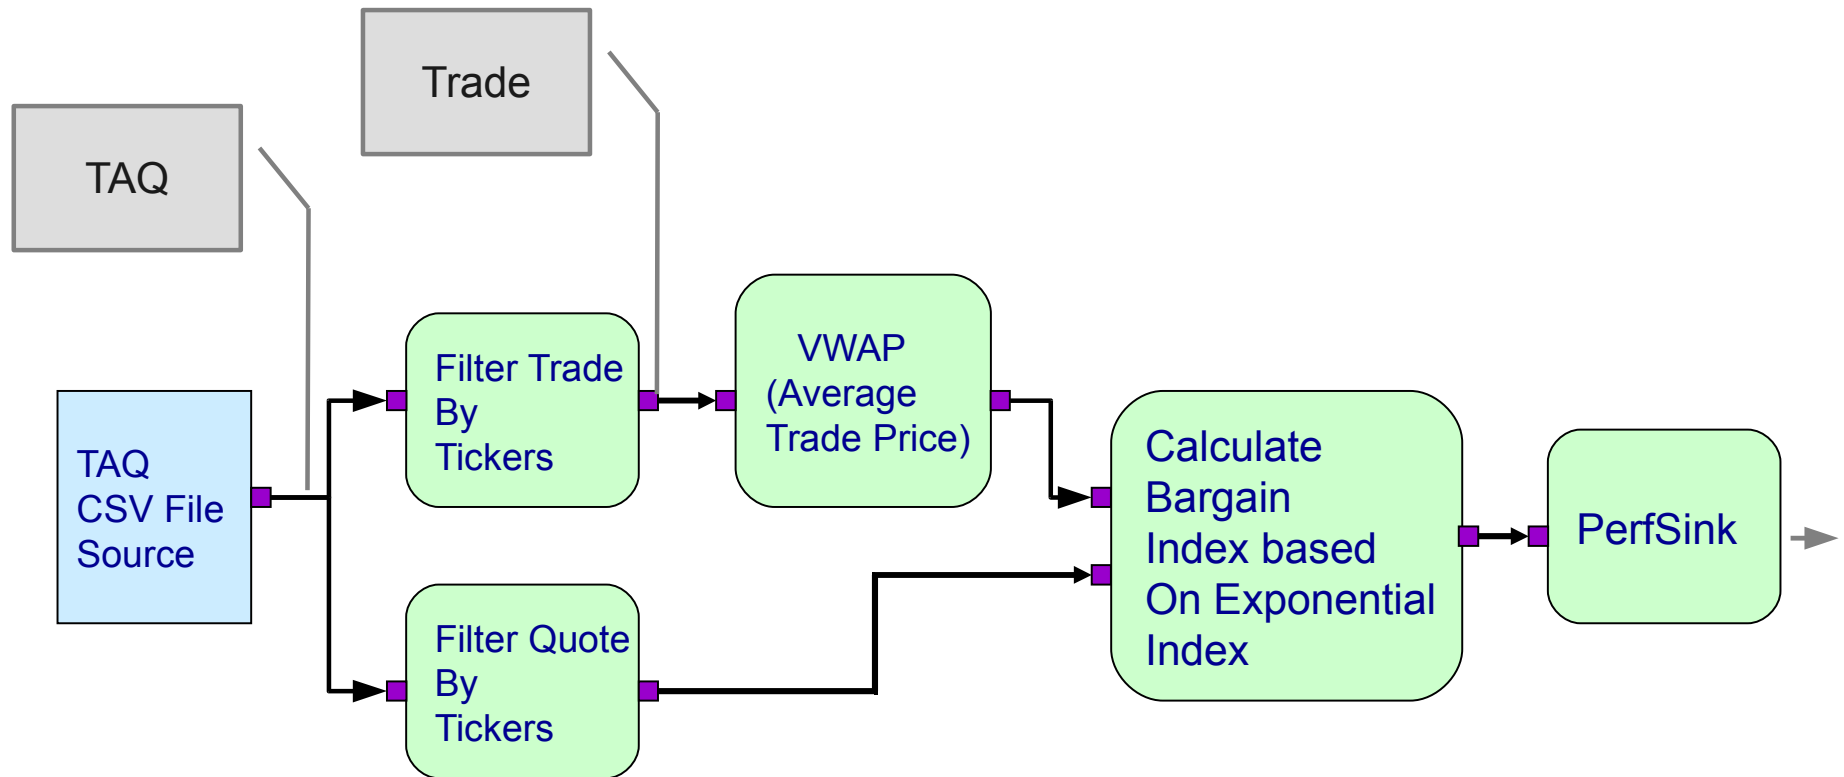 Trade
TAQ
TAQ
CSV File
Source
Filter Trade
By
Tickers
VWAP
(Average
Trade Price)
Filter Quote
By
Tickers
Calculate
Bargain
Index based
On Exponential
Index
PerfSink